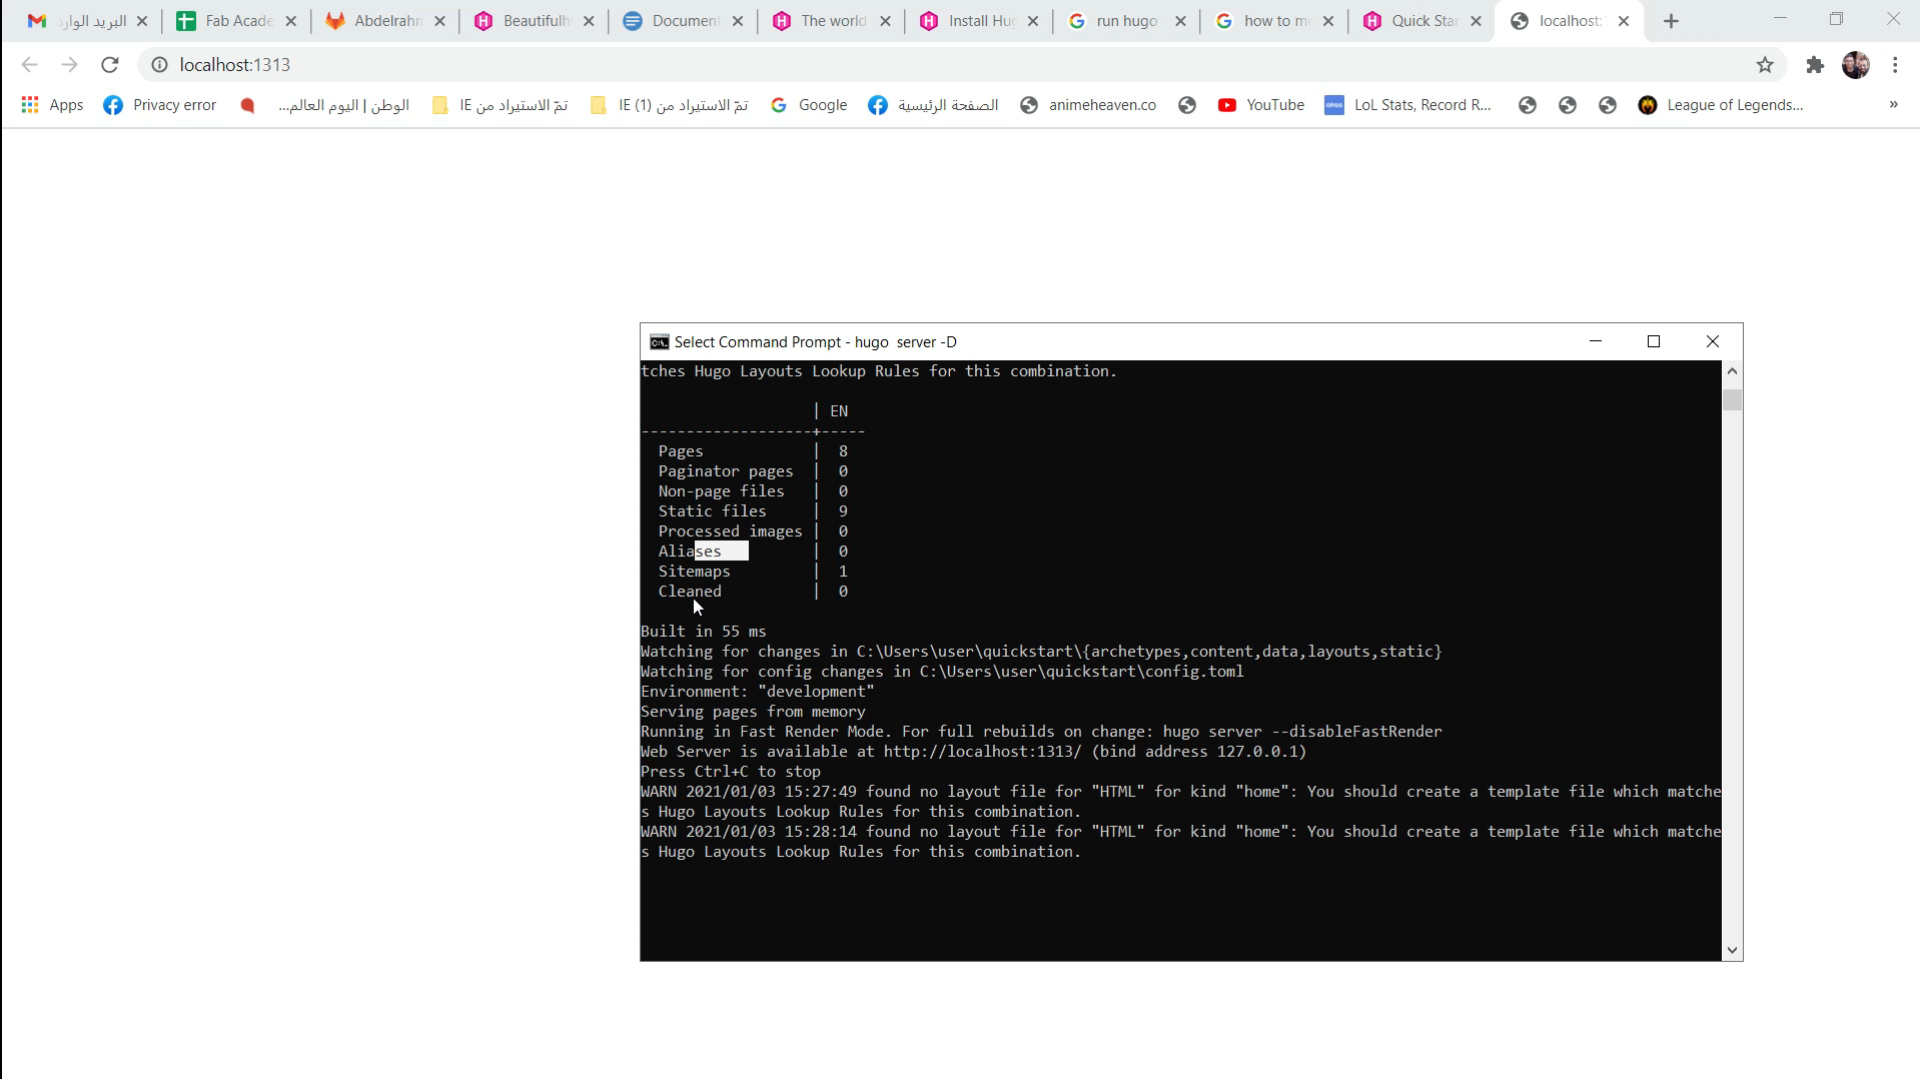 البريد الوارد
Fab Acade
Abdelrahm
Beautifulh
Document
The world
Install Hu
run hugo
how to m
Quick Star
localhost:
localhost:1313
Apps
Privacy error
الوطن | اليوم العالم...
تمّ الاستيراد من IE
تمّ الاستيراد من IE (1)
Google
الصفحة الرئيسية
animeheaven.co
YouTube
LoL Stats, Record R...
League of Legends...
»
Select Command Prompt - hugo server -D
tches Hugo Layouts Lookup Rules for this combination.
| EN
-------------------+-----
Pages | 8
Paginator pages | 0
Non-page files | 0
Static files | 9
Processed images | 0
Aliases | 0
Sitemaps | 1
Cleaned | 0
Built in 55 ms
Watching for changes in C:\Users\user\quickstart\{archetypes,content,data,layouts,static}
Watching for config changes in C:\Users\user\quickstart\config.toml
Environment: "development"
Serving pages from memory
Running in Fast Render Mode. For full rebuilds on change: hugo server --disableFastRender
Web Server is available at http://localhost:1313/ (bind address 127.0.0.1)
Press Ctrl+C to stop
WARN 2021/01/03 15:27:49 found no layout file for "HTML" for kind "home": You should create a template file which matche
s Hugo Layouts Lookup Rules for this combination.
WARN 2021/01/03 15:28:14 found no layout file for "HTML" for kind "home": You should create a template file which matche
s Hugo Layouts Lookup Rules for this combination.